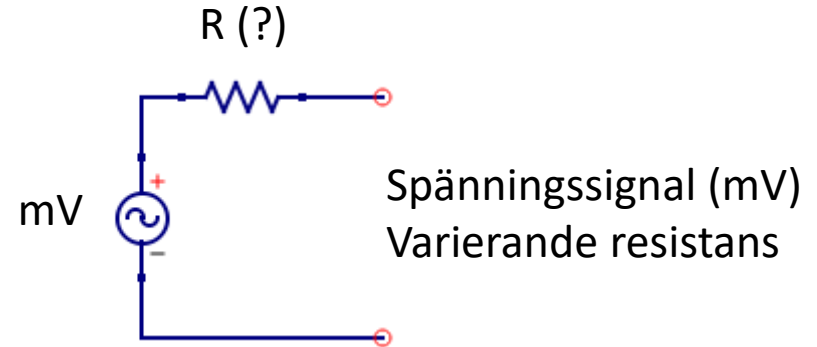 R (?)
mV
+
Spänningssignal (mV)
Varierande resistans
−